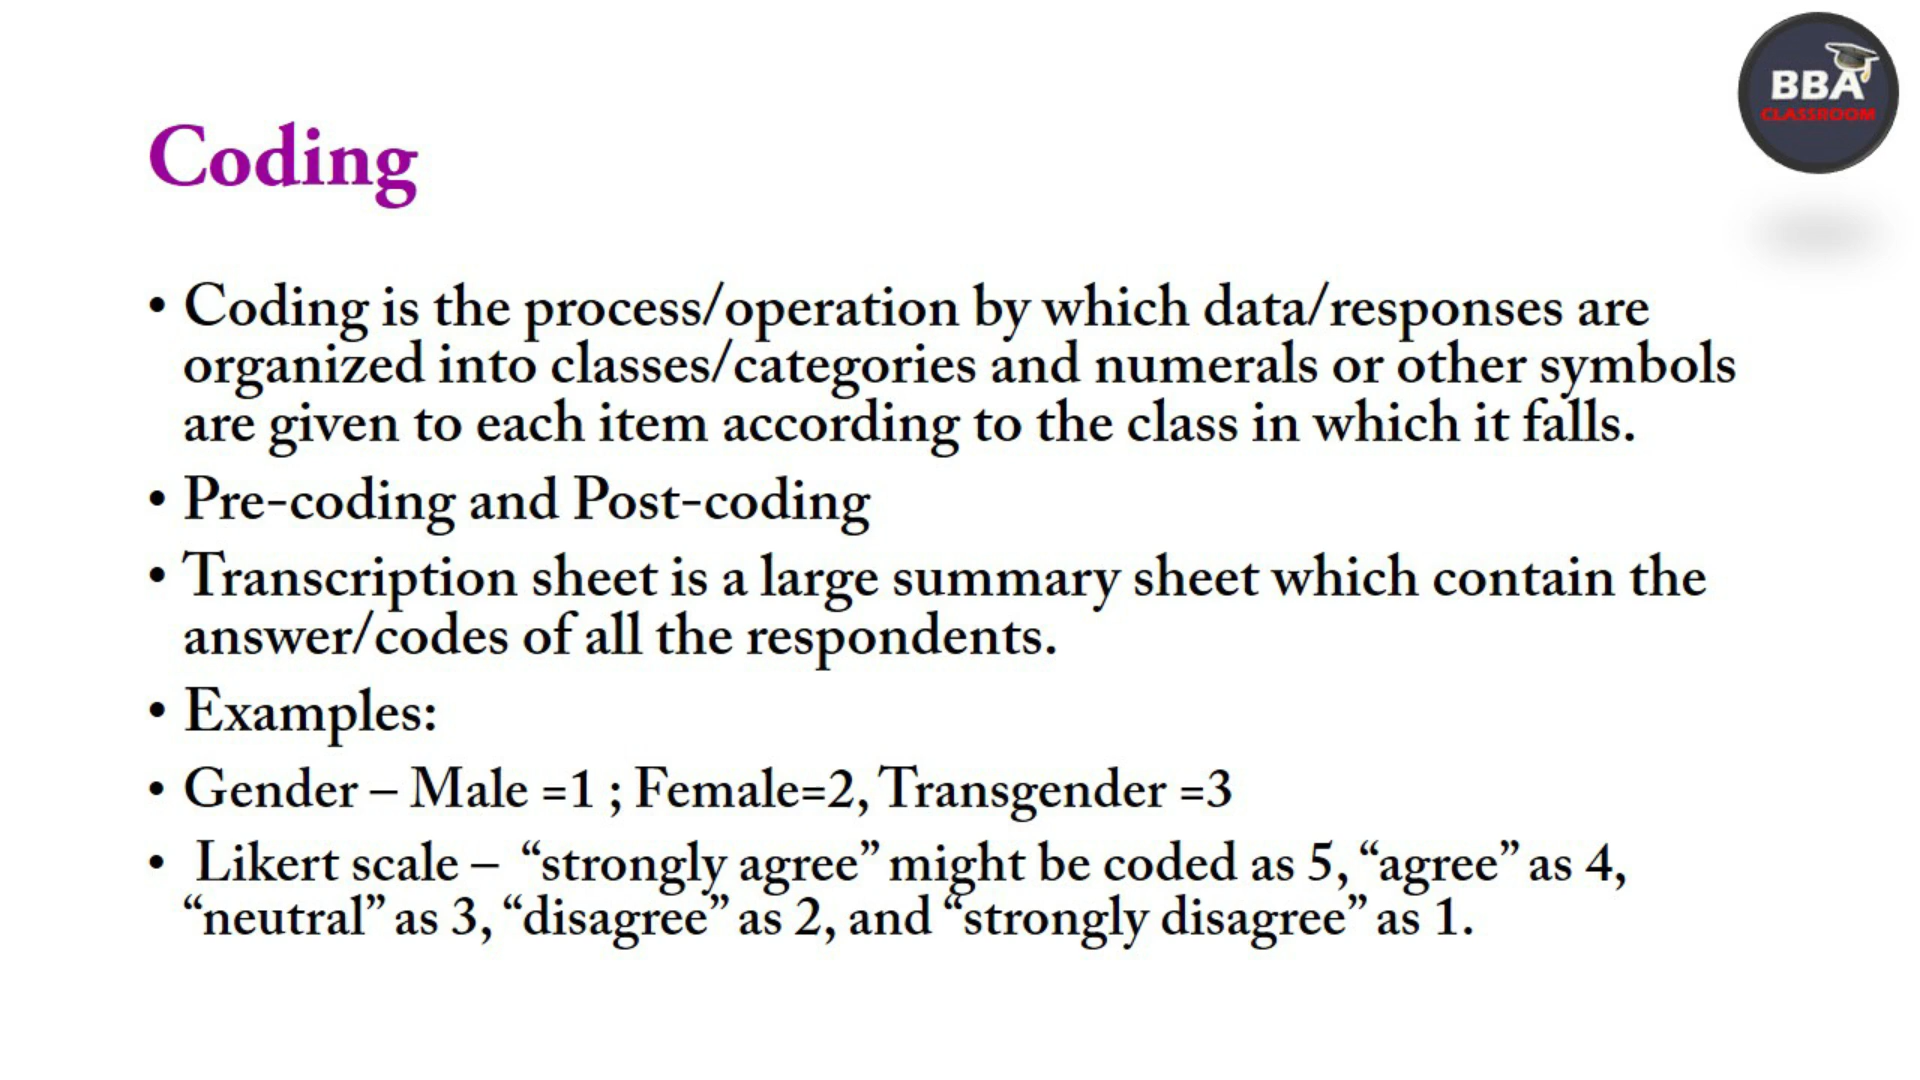 BBA
CLASSROOM
Coding
• Coding is the process/operation by which data/responses are
organized into classes/categories and numerals or other symbols
are given to each item according to the class in which it falls.
• Pre-coding and Post-coding
• Transcription sheet is a large summary sheet which contain the
answer/codes of all the respondents.
• Examples:
• Gender – Male =1 ; Female=2, Transgender =3
• Likert scale – “strongly agree” might be coded as 5, “agree” as 4,
“neutral” as 3, “disagree” as 2, and “strongly disagree” as 1.